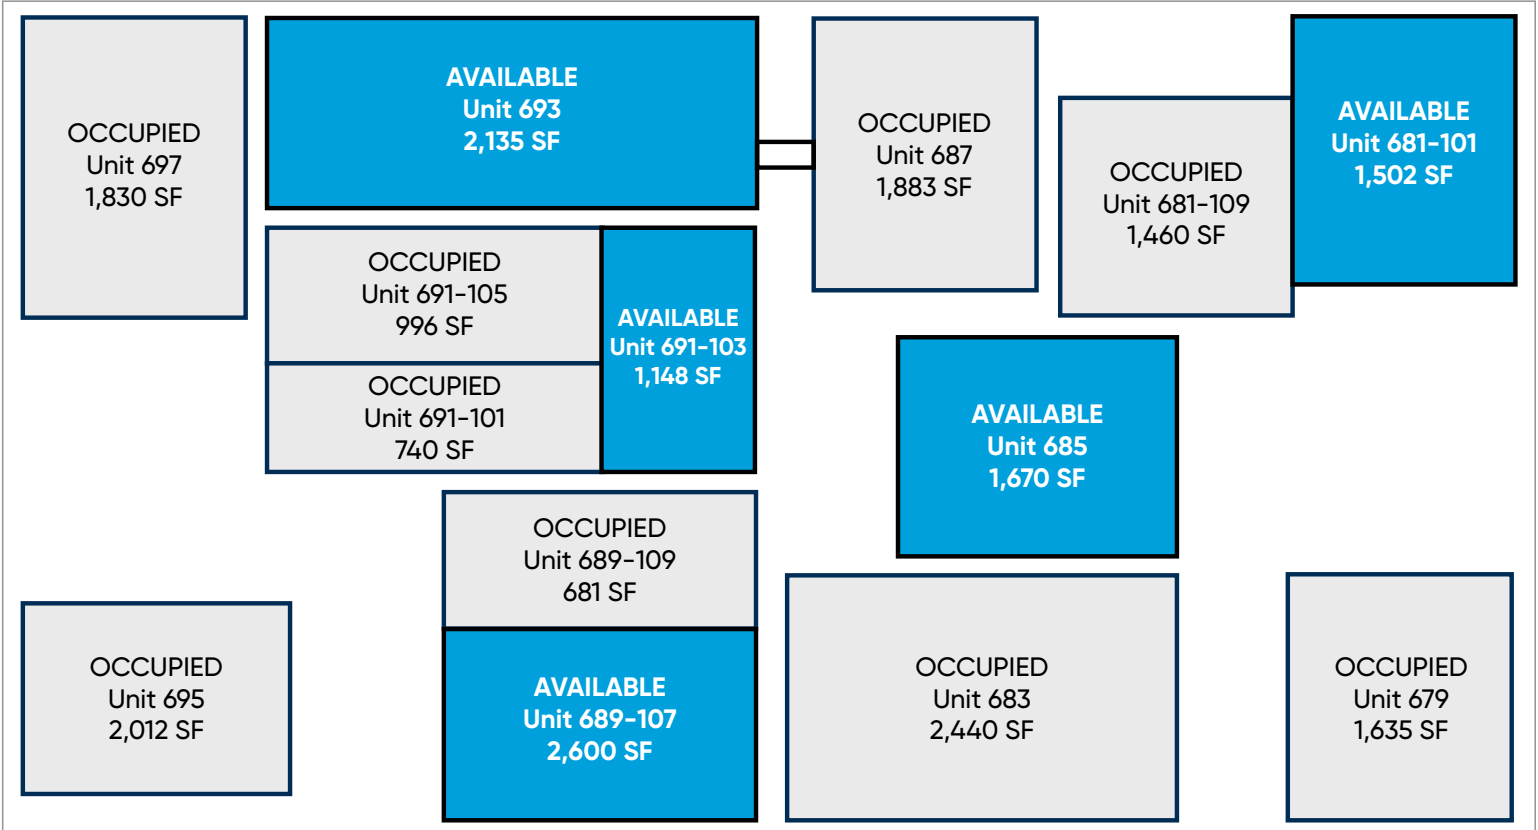 OCCUPIED
Unit 697
1,830 SF
AVAILABLE
Unit 693
2,135 SF
OCCUPIED
Unit 687
1,883 SF
OCCUPIED
Unit 681-109
1,460 SF
AVAILABLE
Unit 681-101
1,502 SF
OCCUPIED
Unit 691-105
996 SF
AVAILABLE
Unit 691-103
1,148 SF
OCCUPIED
Unit 691-101
740 SF
AVAILABLE
Unit 685
1,670 SF
OCCUPIED
Unit 689-109
681 SF
OCCUPIED
Unit 695
2,012 SF
AVAILABLE
Unit 689-107
2,600 SF
OCCUPIED
Unit 683
2,440 SF
OCCUPIED
Unit 679
1,635 SF